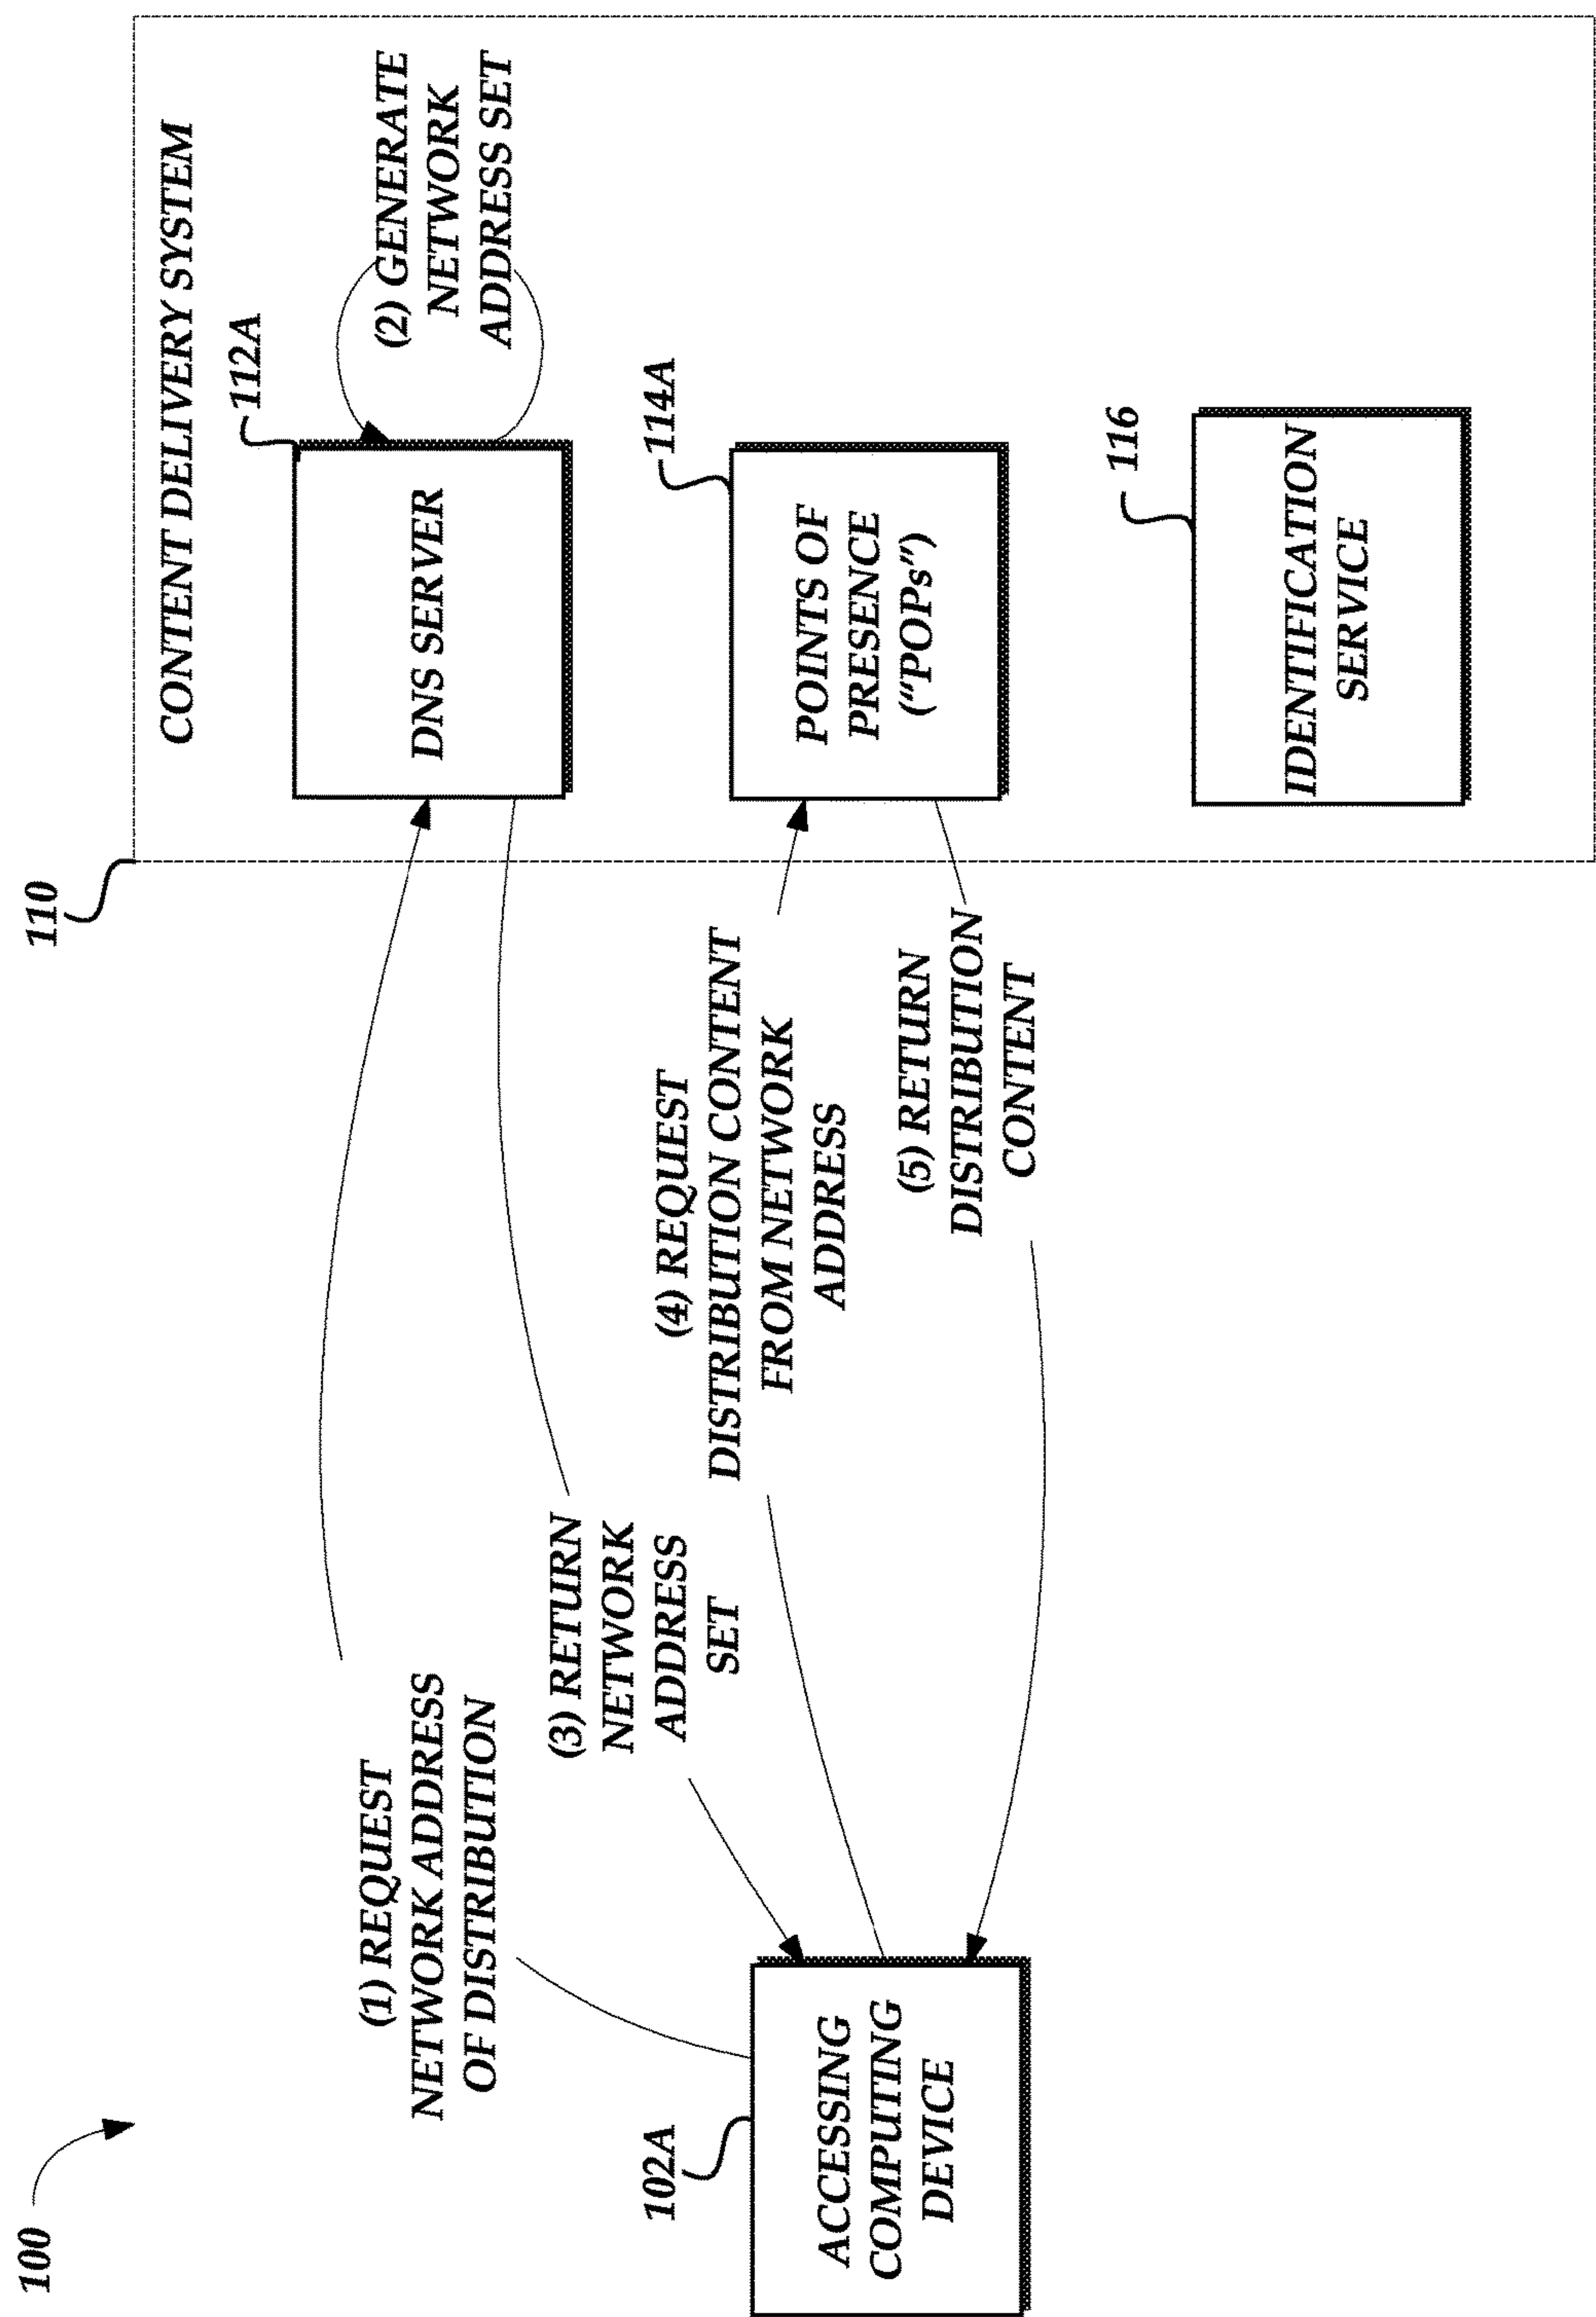 100
110
CONTENT DELIVERY SYSTEM
112A
DNS SERVER
(2) GENERATE
NETWORK
ADDRESS SET
(1) REQUEST
NETWORK ADDRESS
OF DISTRIBUTION
(3) RETURN
NETWORK
ADDRESS
SET
102A
ACCESSING
COMPUTING
DEVICE
(4) REQUEST
DISTRIBUTION CONTENT
FROM NETWORK
ADDRESS
114A
POINTS OF
PRESENCE
(“POPs”)
(5) RETURN
DISTRIBUTION
CONTENT
116
IDENTIFICATION
SERVICE